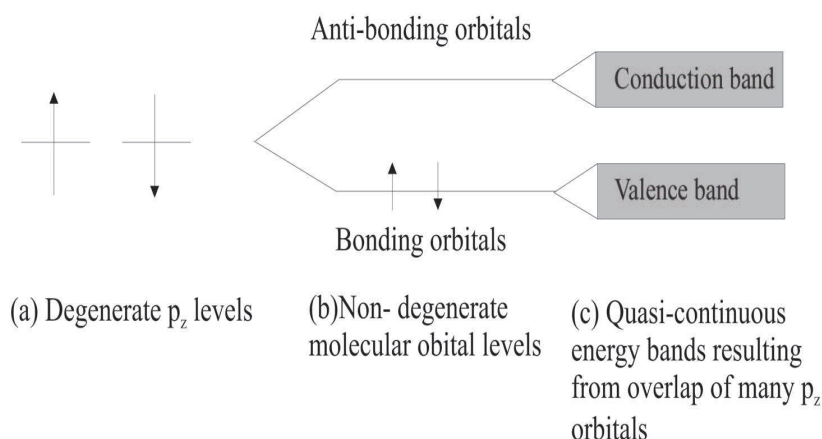 Anti-bonding orbitals
Conduction band
Valence band
Bonding orbitals
(a) Degenerate pz levels
(b)Non- degenerate
molecular obital levels
(c) Quasi-continuous
energy bands resulting
from overlap of many pz
orbitals